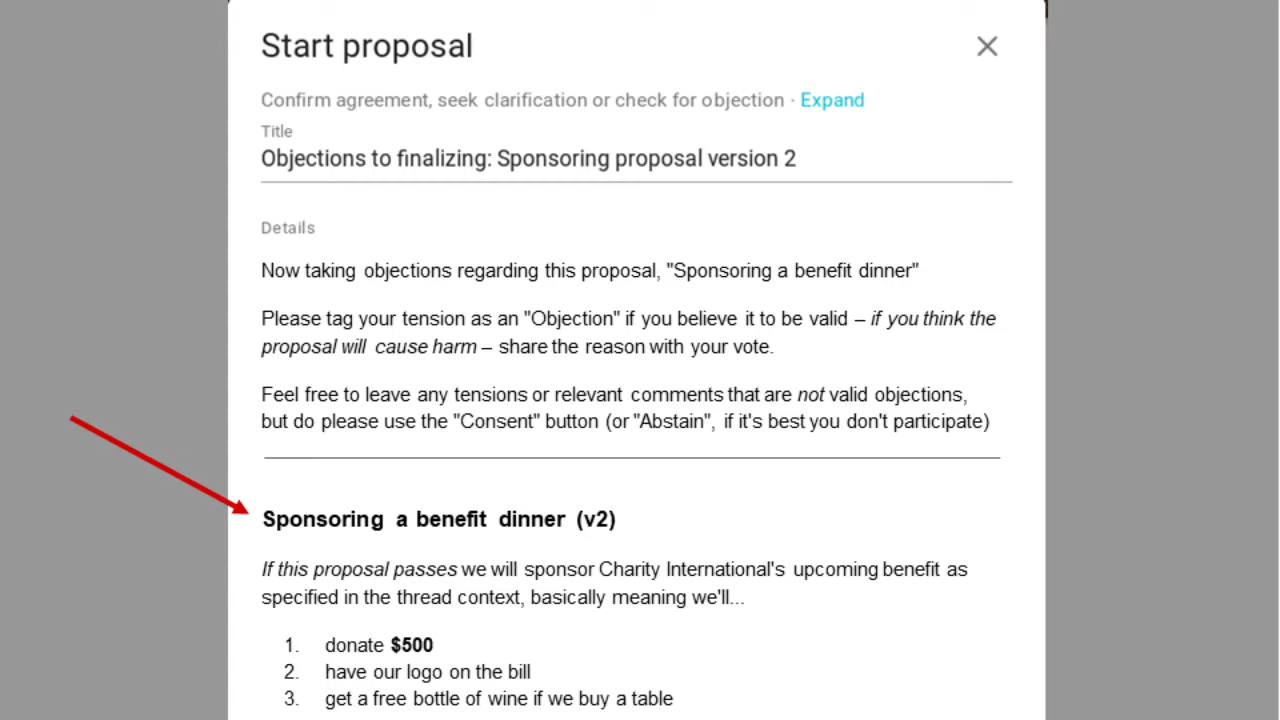 Start proposal
Confirm agreement, seek clarification or check for objection · Expand
Title
Objections to finalizing: Sponsoring proposal version 2
Details
Now taking objections regarding this proposal, "Sponsoring a benefit dinner"
Please tag your tension as an "Objection" if you believe it to be valid – if you think the
proposal will cause harm – share the reason with your vote.
Feel free to leave any tensions or relevant comments that are not valid objections,
but do please use the "Consent" button (or "Abstain", if it's best you don't participate)
Sponsoring a benefit dinner (v2)
If this proposal passes we will sponsor Charity International's upcoming benefit as
specified in the thread context, basically meaning we'll...
1. donate $500
2. have our logo on the bill
3. get a free bottle of wine if we buy a table